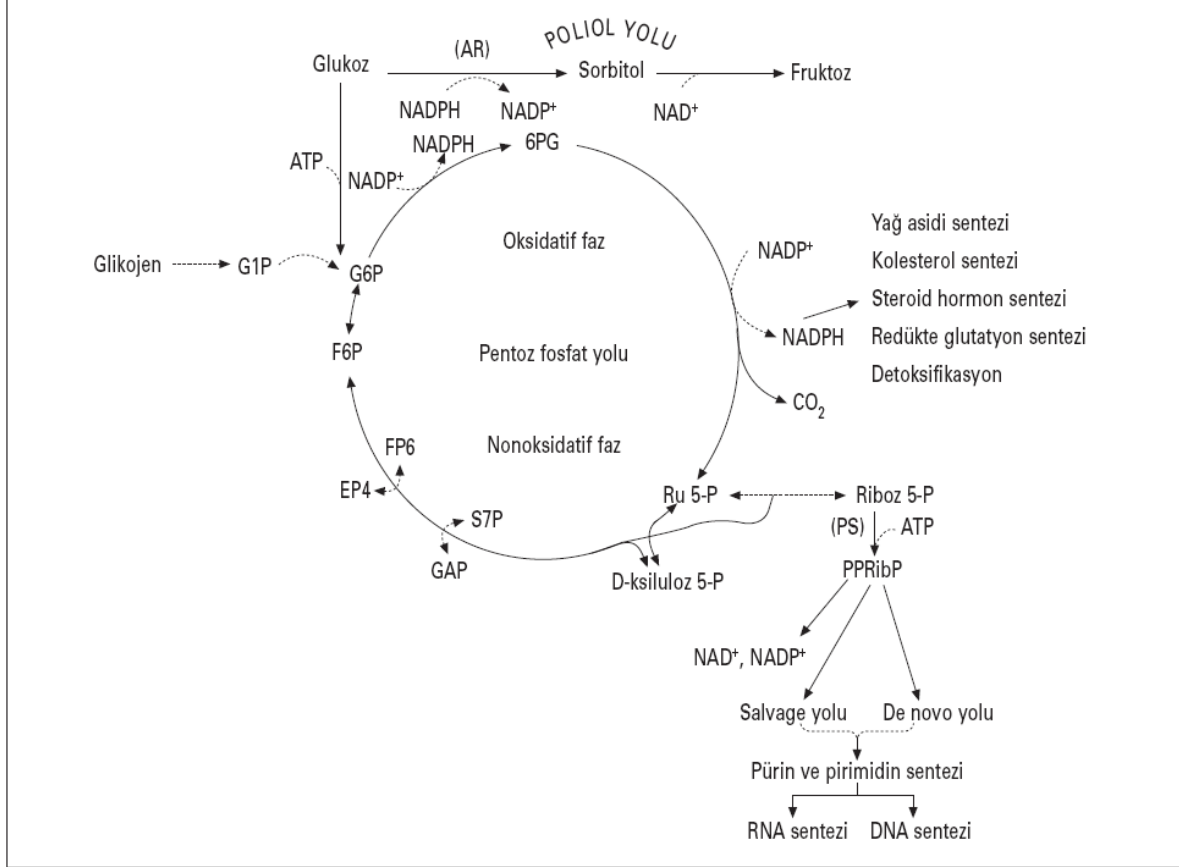 POLIOL YOLU
(AR)
Glukoz
Sorbitol
Fruktoz
NADPH
NADP+
NAD+
NADPH
6PG
ATP
NADP+
Oksidatif faz
Glikojen
G1P
G6P
NADP+
NADPH
CO2
Yağ asidi sentezi
Kolesterol sentezi
Steroid hormon sentezi
Redükte glutatyon sentezi
Detoksifikasyon
F6P
Pentoz fosfat yolu
Nonoksidatif faz
FP6
EP4
S7P
GAP
Ru 5-P
Riboz 5-P
(PS)
ATP
D-ksiluloz 5-P
PPRibP
NAD+, NADP+
Salvage yolu
De novo yolu
Pürin ve pirimidin sentezi
RNA sentezi
DNA sentezi